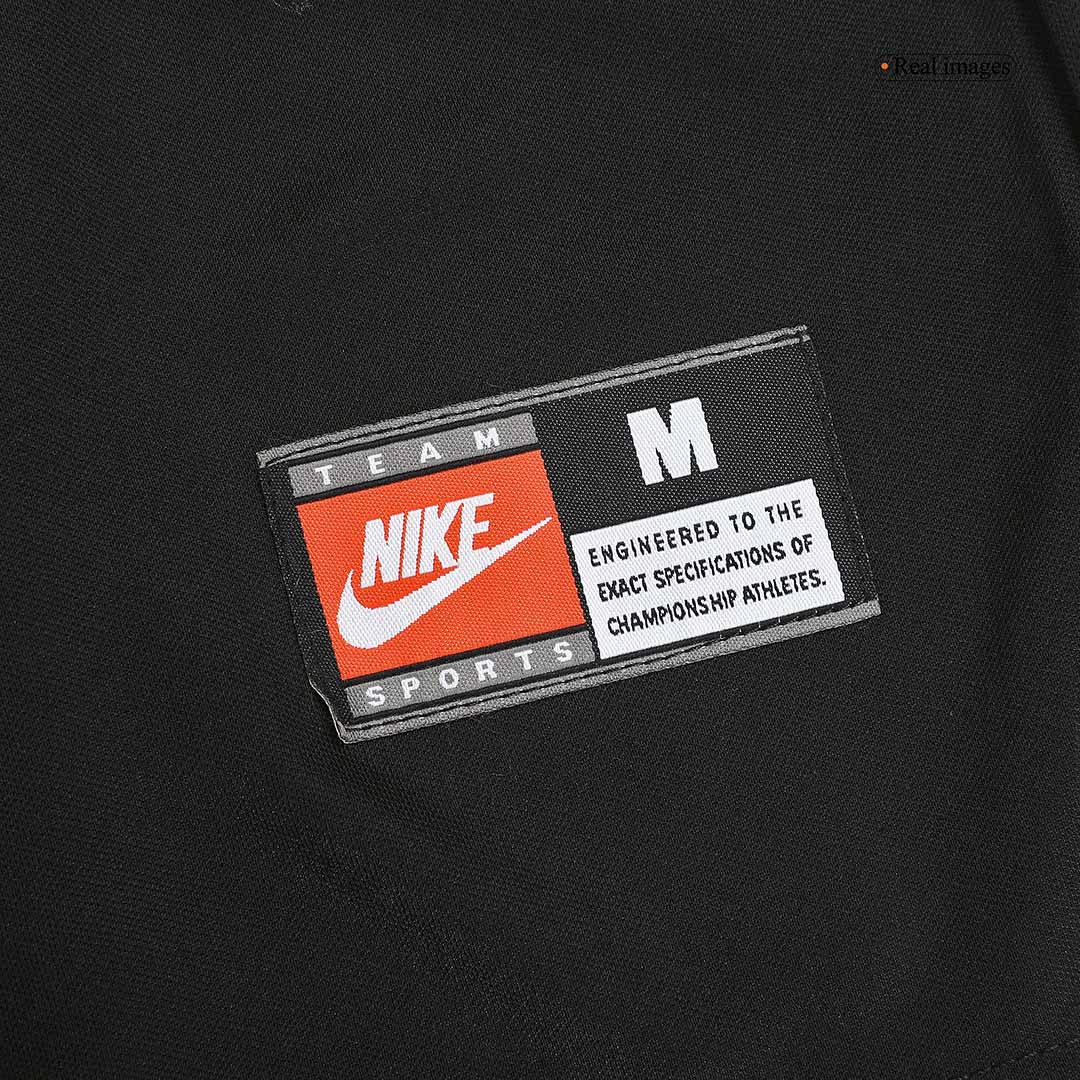 Real images
TEAM
NIKE
SPORTS
M
ENGINEERED TO THE
EXACT SPECIFICATIONS OF
CHAMPIONSHIP ATHLETES.